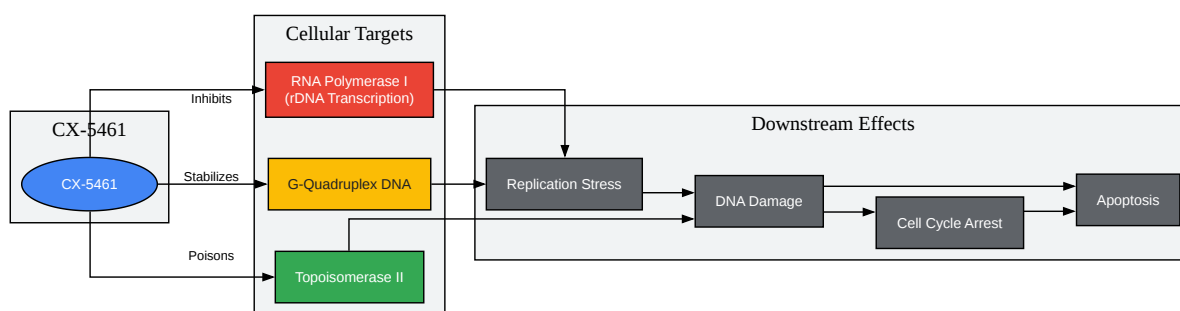 Cellular Targets
RNA Polymerase I
(rDNA Transcription)
Inhibits
CX-5461
Downstream Effects
CX-5461
Stabilizes
G-Quadruplex DNA
Replication Stress
DNA Damage
Apoptosis
Cell Cycle Arrest
Poisons
Topoisomerase II